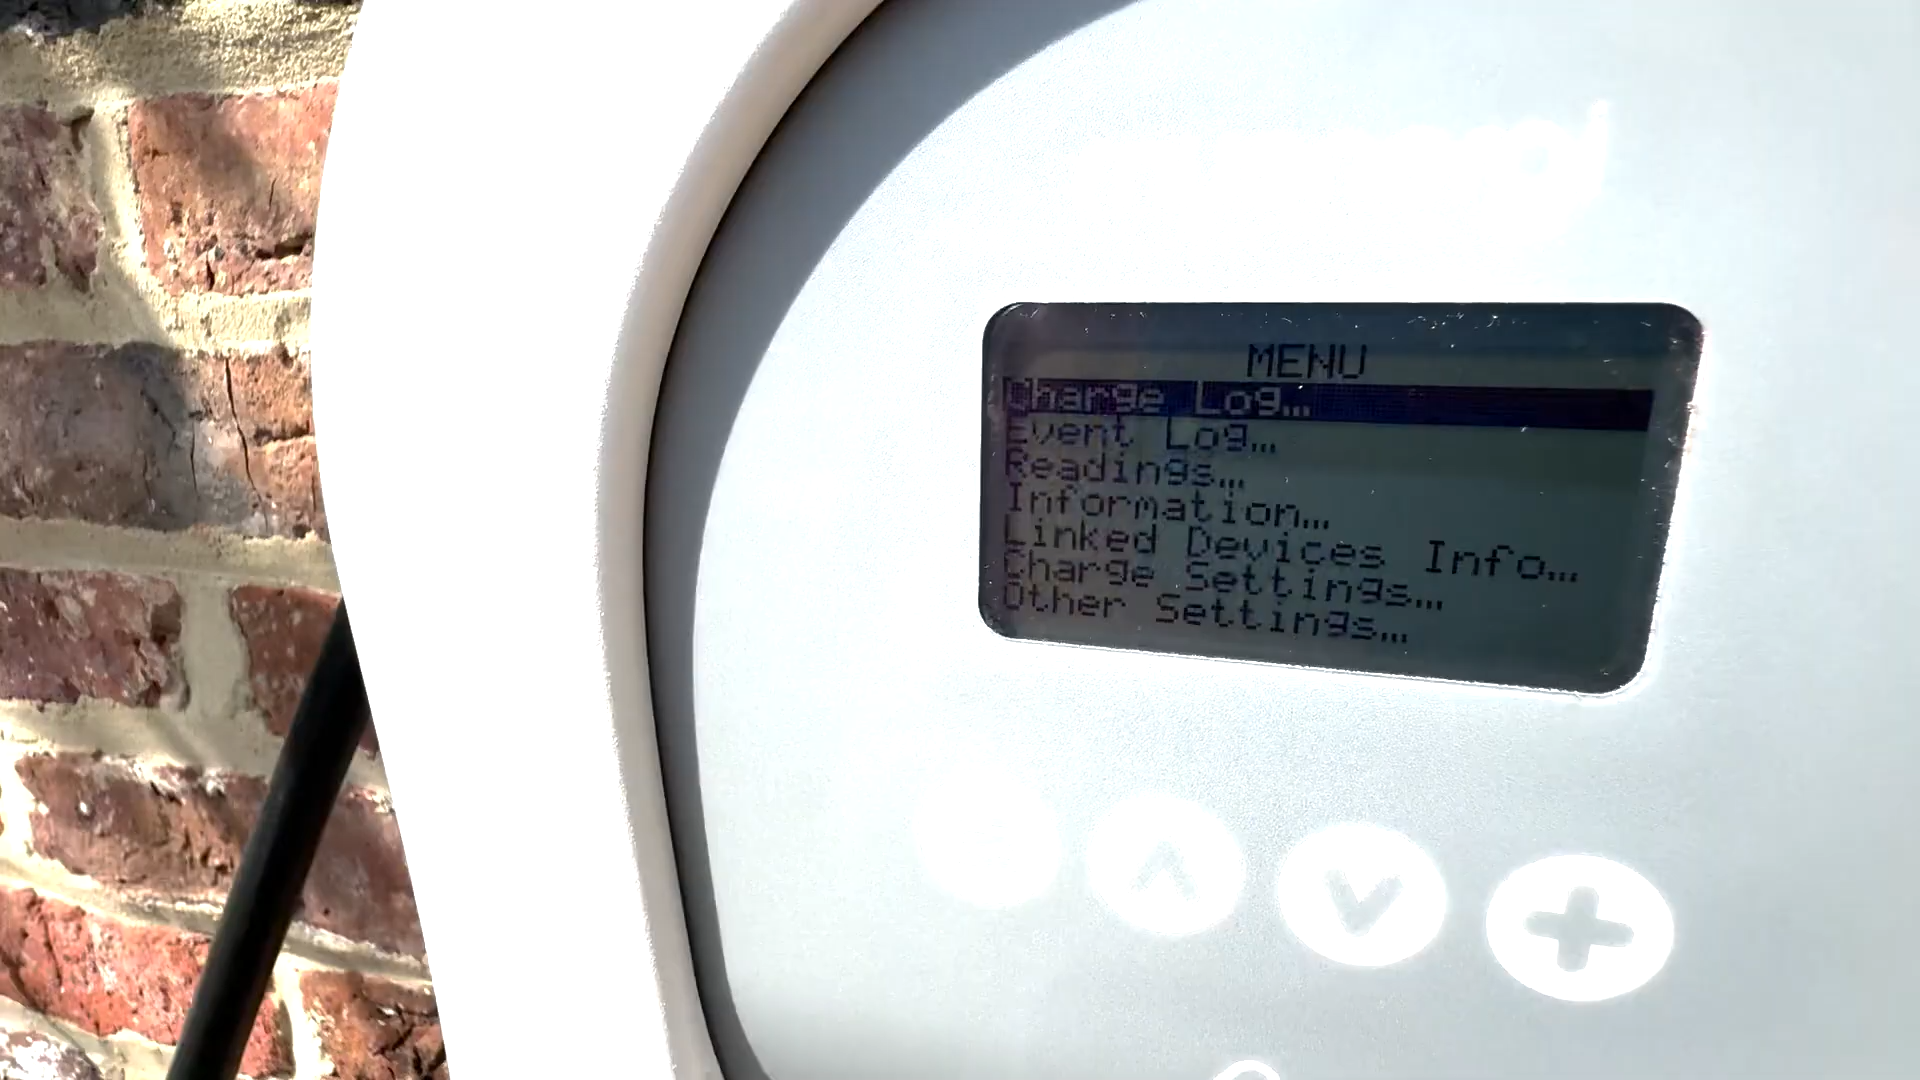 MENU
Charge Log...
Event Log...
Readings...
Information...
Linked Devices Info...
Charge Settings...
Other Settings...